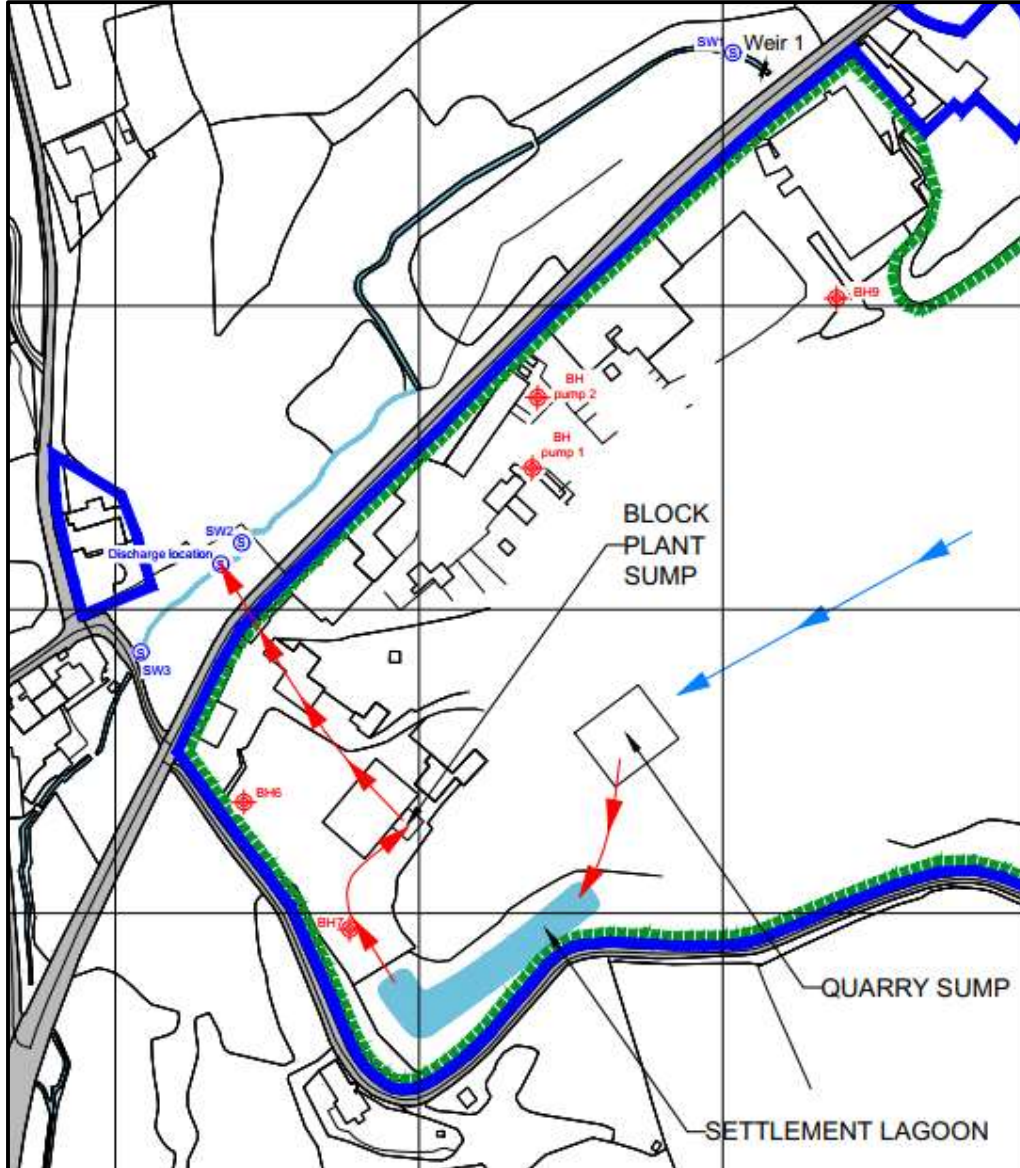 SW1
Weir 1
BH9
BH
pump 2
BH
pump 1
BLOCK
PLANT
SUMP
SW2
Discharge location
SW3
BH6
BH7
QUARRY SUMP
SETTLEMENT LAGOON